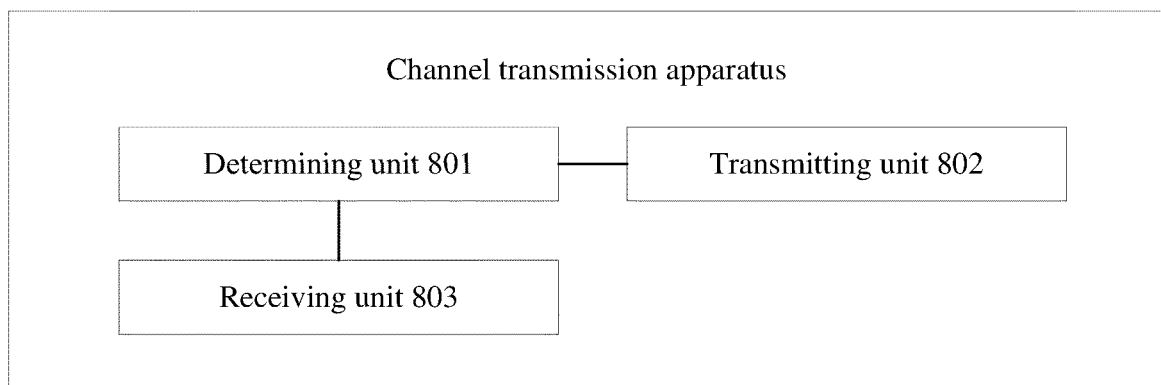 Channel transmission apparatus
Determining unit 801
Transmitting unit 802
Receiving unit 803